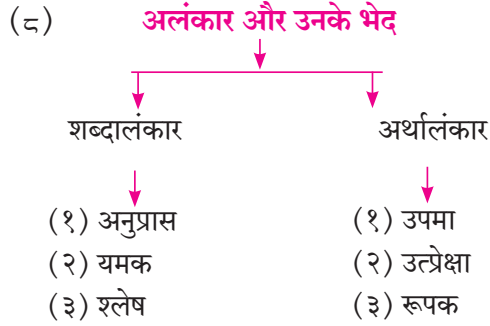 (८) अलंकार और उनके भेद
शब्दालंकार अर्थालंकार
(१) अनुप्रास (१) उपमा
(२) यमक (२) उत्प्रेक्षा
(३) श्लेष (३) रूपक